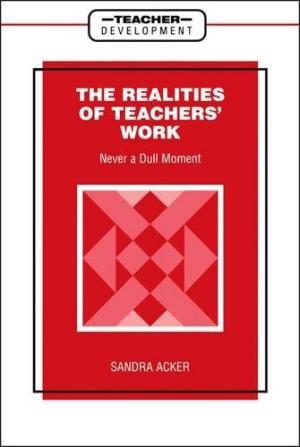 TEACHER
DEVELOPMENT
THE REALITIES
OF TEACHERS'
WORK
Never a Dull Moment
SANDRA ACKER